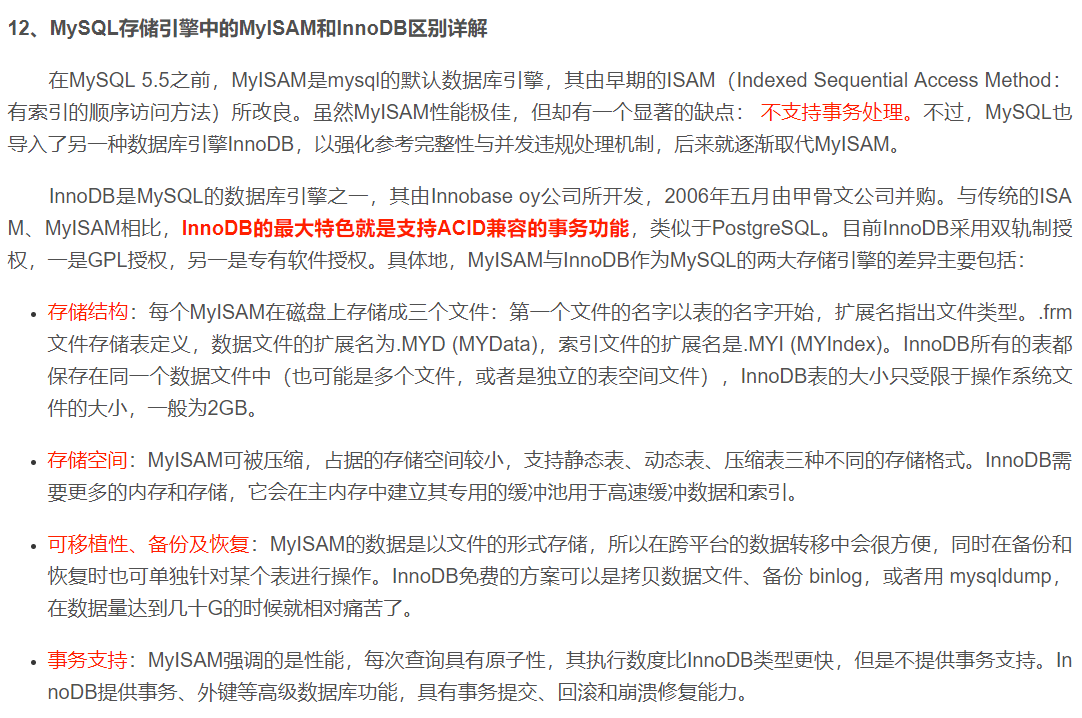 12、MySQL存储引擎中的MyISAM和InnoDB区别详解
在MySQL 5.5之前，MyISAM是mysql的默认数据库引擎，其由早期的ISAM（Indexed Sequential Access Method：
有索引的顺序访问方法）所改良。虽然MyISAM性能极佳，但却有一个显著的缺点： 不支持事务处理。不过，MySQL也
导入了另一种数据库引擎InnoDB，以强化参考完整性与并发违规处理机制，后来就逐渐取代MyISAM。
InnoDB是MySQL的数据库引擎之一，其由Innobase oy公司所开发，2006年五月由甲骨文公司并购。与传统的ISA
M、MyISAM相比，InnoDB的最大特色就是支持ACID兼容的事务功能，类似于PostgreSQL。目前InnoDB采用双轨制授
权，一是GPL授权，另一是专有软件授权。具体地，MyISAM与InnoDB作为MySQL的两大存储引擎的差异主要包括：
• 存储结构：每个MyISAM在磁盘上存储成三个文件：第一个文件的名字以表的名字开始，扩展名指出文件类型。.frm
文件存储表定义，数据文件的扩展名为.MYD (MYData)，索引文件的扩展名是.MYI (MYIndex)。InnoDB所有的表都
保存在同一个数据文件中（也可能是多个文件，或者是独立的表空间文件），InnoDB表的大小只受限于操作系统文
件的大小，一般为2GB。
• 存储空间：MyISAM可被压缩，占据的存储空间较小，支持静态表、动态表、压缩表三种不同的存储格式。InnoDB需
要更多的内存和存储，它会在主内存中建立其专用的缓冲池用于高速缓冲数据和索引。
• 可移植性、备份及恢复：MyISAM的数据是以文件的形式存储，所以在跨平台的数据转移中会很方便，同时在备份和
恢复时也可单独针对某个表进行操作。InnoDB免费的方案可以是拷贝数据文件、备份 binlog，或者用 mysqldump，
在数据量达到几十G的时候就相对痛苦了。
• 事务支持：MyISAM强调的是性能，每次查询具有原子性，其执行数度比InnoDB类型更快，但是不提供事务支持。In
noDB提供事务、外键等高级数据库功能，具有事务提交、回滚和崩溃修复能力。